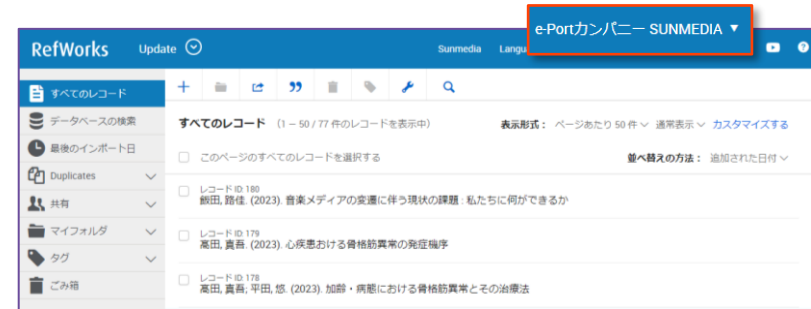 e-Portカンパニー SUNMEDIA ▼
RefWorks Update Sunmedia Langu
すべてのレコード
データベースの検索
最後のインポート日
Duplicates
共有
マイフォルダ
タグ
ごみ箱
すべてのレコード (1 – 50 / 77 件のレコードを表示中) 表示形式： ページあたり 50 件 通常表示 カスタマイズする
このページのすべてのレコードを選択する 並べ替えの方法： 追加された日付
レコード ID 180
飯田, 路佳. (2023). 音楽メディアの変遷に伴う現状の課題 : 私たちに何ができるか
レコード ID 179
高田, 真吾. (2023). 心疾患おける骨格筋異常の発症機序
レコード ID 178
高田, 真吾; 平田, 悠. (2023). 加齢・病態における骨格筋異常とその治療法